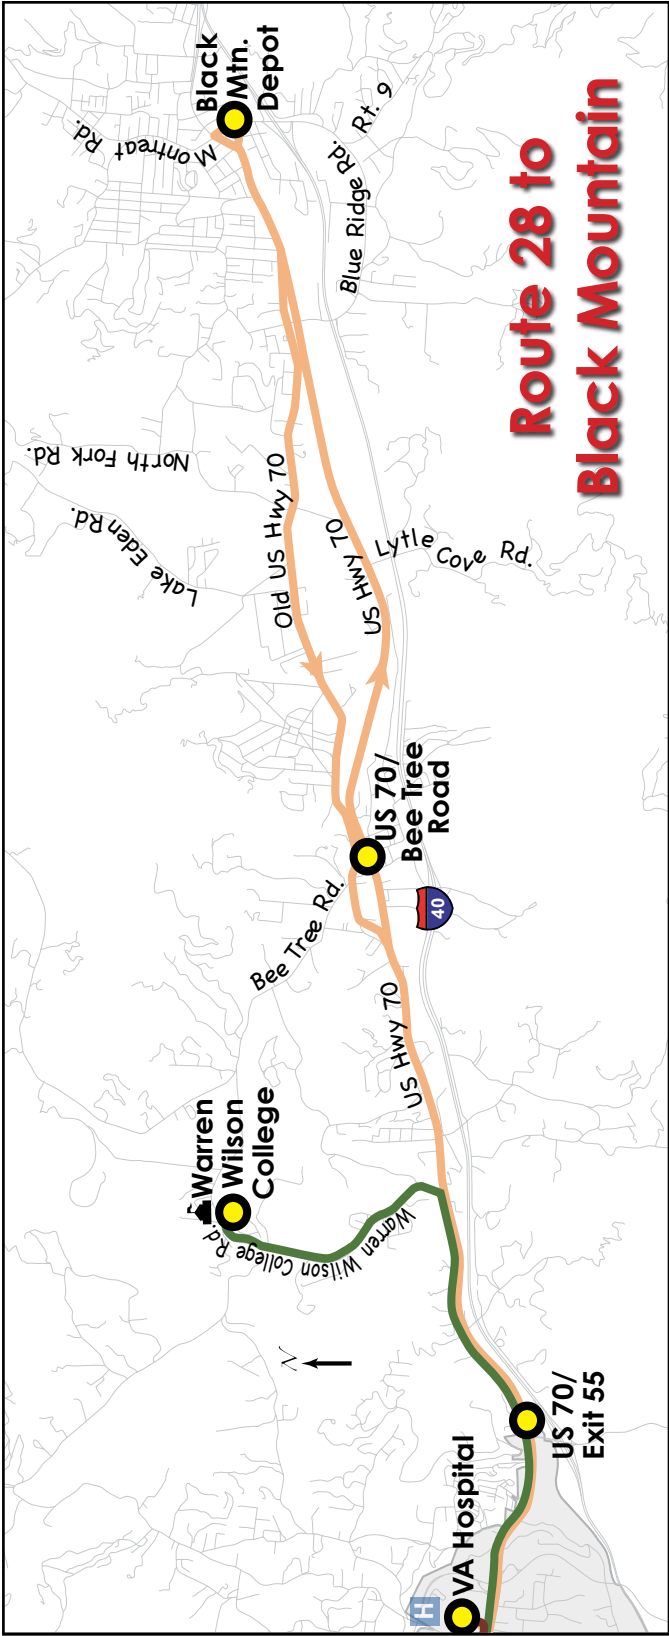 Route 28 to
Black Mountain
Black
Mtn.
Depot
Montreat Rd.
Rt. 9
Blue Ridge Rd.
North Fork Rd.
Lake Eden Rd.
Old US Hwy 70
US Hwy 70
Lytle
Cove Rd.
US 70/
Bee Tree
Road
Bee Tree Rd.
40
US Hwy 70
Warren
Wilson
College
Warren Wilson College Rd.
N
US 70/
Exit 55
VA Hospital
H